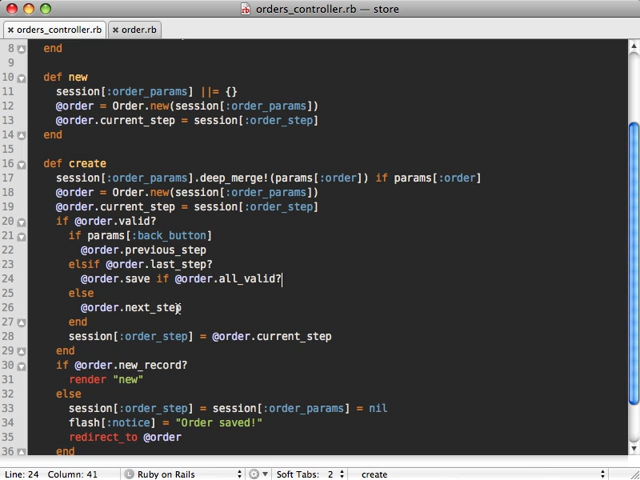 orders_controller.rb — store
orders_controller.rb order.rb
8 end
9
10 def new
11 session[:order_params] ||= {}
12 @order = Order.new(session[:order_params])
13 @order.current_step = session[:order_step]
14 end
15
16 def create
17 session[:order_params].deep_merge!(params[:order]) if params[:order]
18 @order = Order.new(session[:order_params])
19 @order.current_step = session[:order_step]
20 if @order.valid?
21 if params[:back_button]
22 @order.previous_step
23 elsif @order.last_step?
24 @order.save if @order.all_valid?
25 else
26 @order.next_step
27 end
28 session[:order_step] = @order.current_step
29 end
30 if @order.new_record?
31 render "new"
32 else
33 session[:order_step] = session[:order_params] = nil
34 flash[:notice] = "Order saved!"
35 redirect_to @order
36 end
Line: 24 Column: 41 Ruby on Rails Soft Tabs: 2 create